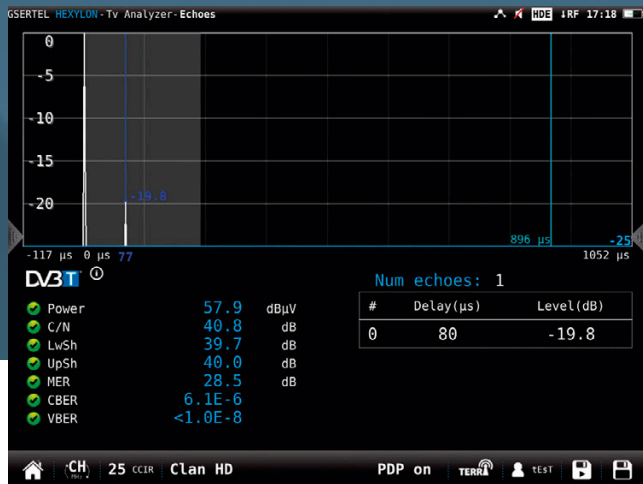 GSERTEL HEXYLON-Tv Analyzer-Echoes HDE RF 17:18
0
-5
-10
-15
-19.8
-20
896 µs -25
-117 µs 0 µs 77 1052 µs
DVB T i
Num echoes: 1
# Delay(µs) Level(dB)
0 80 -19.8
Power 57.9 dBµV
C/N 40.8 dB
LwSh 39.7 dB
UpSh 40.0 dB
MER 28.5 dB
CBER 6.1E-6
VBER <1.0E-8
CH MHz 25 CCIR Clan HD PDP on TERR tEsT